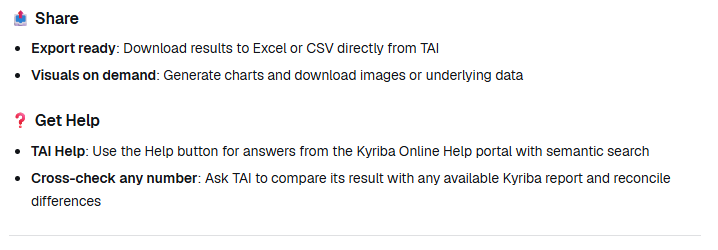 📤 Share
• Export ready: Download results to Excel or CSV directly from TAI
• Visuals on demand: Generate charts and download images or underlying data
❓ Get Help
• TAI Help: Use the Help button for answers from the Kyriba Online Help portal with semantic search
• Cross-check any number: Ask TAI to compare its result with any available Kyriba report and reconcile
differences